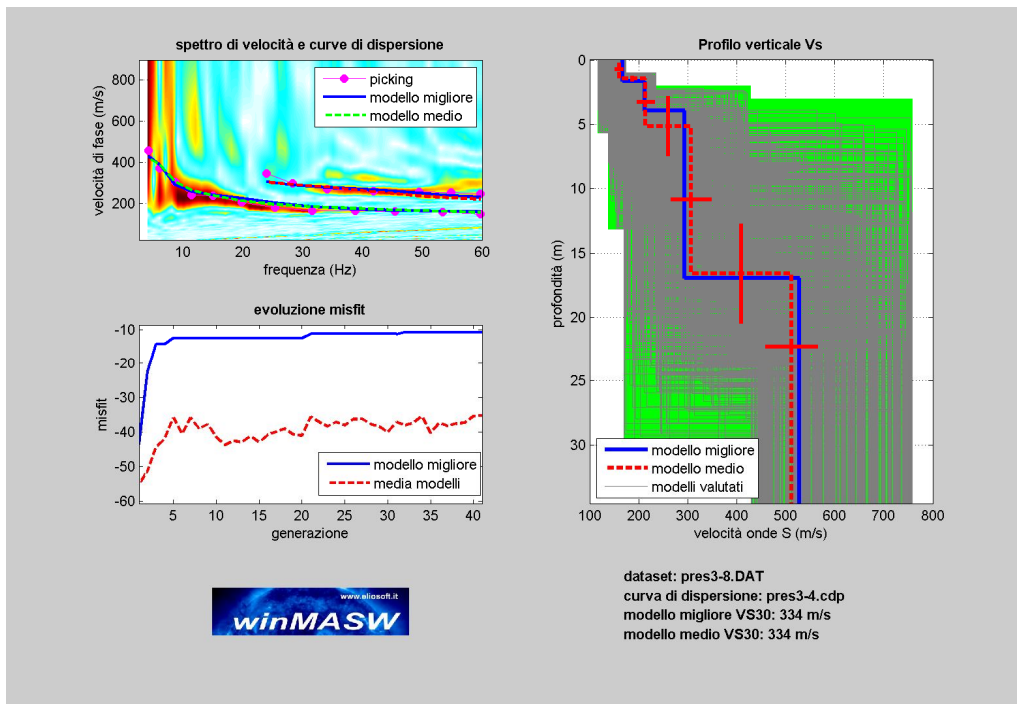 spettro di velocità e curve di dispersione
velocità di fase (m/s)
800
600
400
200
10
20
30
40
50
60
frequenza (Hz)
picking
modello migliore
modello medio
evoluzione misfit
misfit
-10
-20
-30
-40
-50
-60
5
10
15
20
25
30
35
40
generazione
modello migliore
media modelli
Profilo verticale Vs
profondità (m)
0
5
10
15
20
25
30
100
200
300
400
500
600
700
800
velocità onde S (m/s)
modello migliore
modello medio
modelli valutati
www.eliosoft.it
winMASW
dataset: pres3-8.DAT
curva di dispersione: pres3-4.cdp
modello migliore VS30: 334 m/s
modello medio VS30: 334 m/s